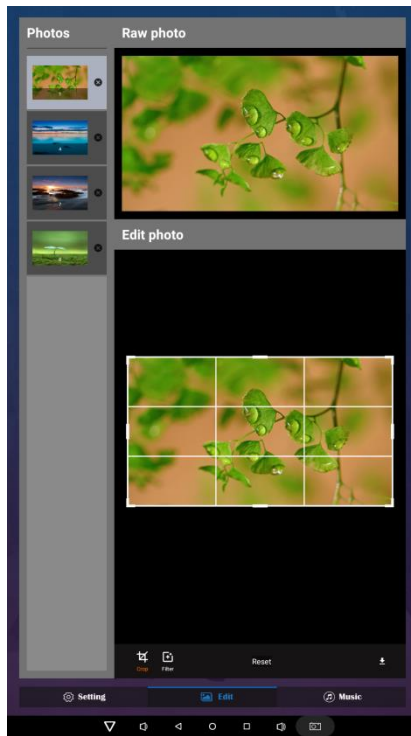 Photos
Raw photo
Edit photo
Crop
Filter
Reset
Setting
Edit
Music